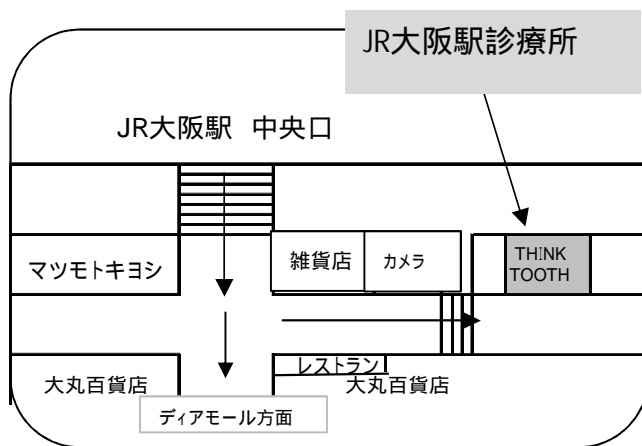 JR大阪駅診療所
JR大阪駅 中央口
マツモトキヨシ
雑貨店
カメラ
THINK
TOOTH
レストラン
大丸百貨店
大丸百貨店
ディアモール方面